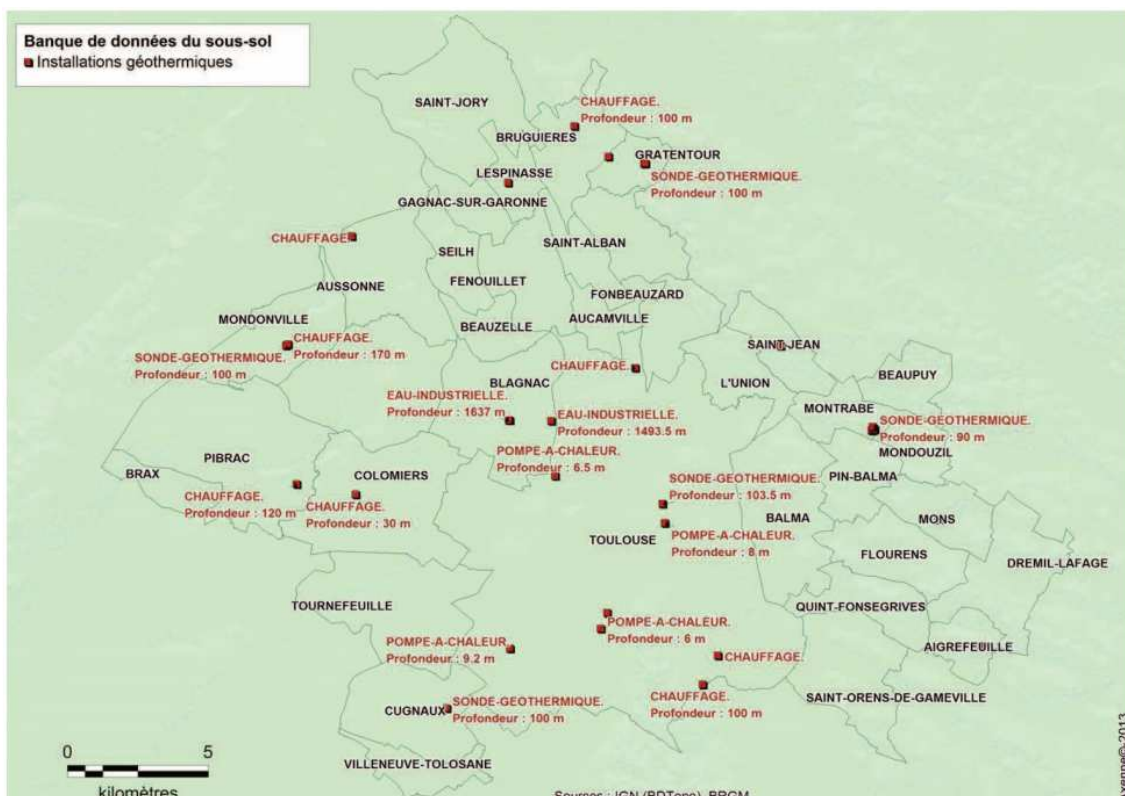 Banque de données du sous-sol
Installations géothermiques
SAINT-JORY
CHAUFFAGE.
Profondeur : 100 m
BRUGUIERES
GRATENTOUR
LESPINASSE
SONDE-GEOTHERMIQUE.
Profondeur : 100 m
GAGNAC-SUR-GARONNE
CHAUFFAGE.
SAINT-ALBAN
SEILH
FENOUILLET
AUSSONNE
FONBEAUZARD
MONDONVILLE
BEAUZELLE
AUCAMVILLE
CHAUFFAGE.
Profondeur : 170 m
SONDE-GEOTHERMIQUE.
Profondeur : 100 m
SAINT-JEAN
CHAUFFAGE.
BLAGNAC
L'UNION
BEAUPUY
EAU-INDUSTRIELLE.
Profondeur : 1637 m
EAU-INDUSTRIELLE.
Profondeur : 1493.5 m
MONTRABE
SONDE-GEOTHERMIQUE.
Profondeur : 90 m
MONDOUZIL
POMPE-A-CHALEUR.
Profondeur : 6.5 m
PIBRAC
BRAX
COLOMIERS
PIN-BALMA
SONDE-GEOTHERMIQUE.
Profondeur : 103.5 m
CHAUFFAGE.
Profondeur : 120 m
CHAUFFAGE.
Profondeur : 30 m
BALMA
MONS
TOULOUSE
POMPE-A-CHALEUR.
Profondeur : 8 m
FLOURENS
DREMIL-LAFAGE
TOURNEFEUILLE
QUINT-FONSEGRIVES
POMPE-A-CHALEUR.
Profondeur : 6 m
POMPE-A-CHALEUR.
Profondeur : 9.2 m
AIGREFEUILLE
CHAUFFAGE.
CHAUFFAGE.
Profondeur : 100 m
SAINT-ORENS-DE-GAMEVILLE
CUGNAUX
SONDE-GEOTHERMIQUE.
Profondeur : 100 m
VILLENEUVE-TOLOSANE
0 5
kilomètres
Sources : IGN (BDTopo), BRGM
©-2013